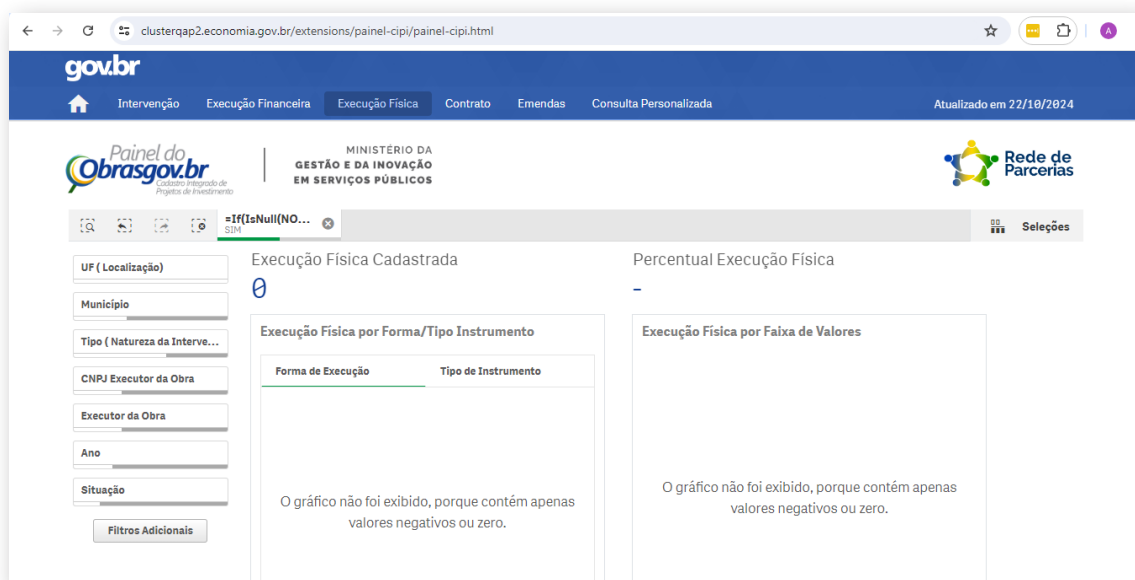 clusterqap2.economia.gov.br/extensions/painel-cipi/painel-cipi.html
A
gov.br
Intervenção Execução Financeira Execução Física Contrato Emendas Consulta Personalizada Atualizado em 22/10/2024
Painel do
Obrasgov.br
Cadastro Integrado de
Projetos de Investimento
MINISTÉRIO DA
GESTÃO E DA INOVAÇÃO
EM SERVIÇOS PÚBLICOS
Rede de
Parcerias
=If(IsNull(NO...
SIM
Seleções
UF ( Localização)
Município
Tipo ( Natureza da Interve...
CNPJ Executor da Obra
Executor da Obra
Ano
Situação
Filtros Adicionais
Execução Física Cadastrada
0
Execução Física por Forma/Tipo Instrumento
Forma de Execução Tipo de Instrumento
O gráfico não foi exibido, porque contém apenas
valores negativos ou zero.
Percentual Execução Física
-
Execução Física por Faixa de Valores
O gráfico não foi exibido, porque contém apenas
valores negativos ou zero.